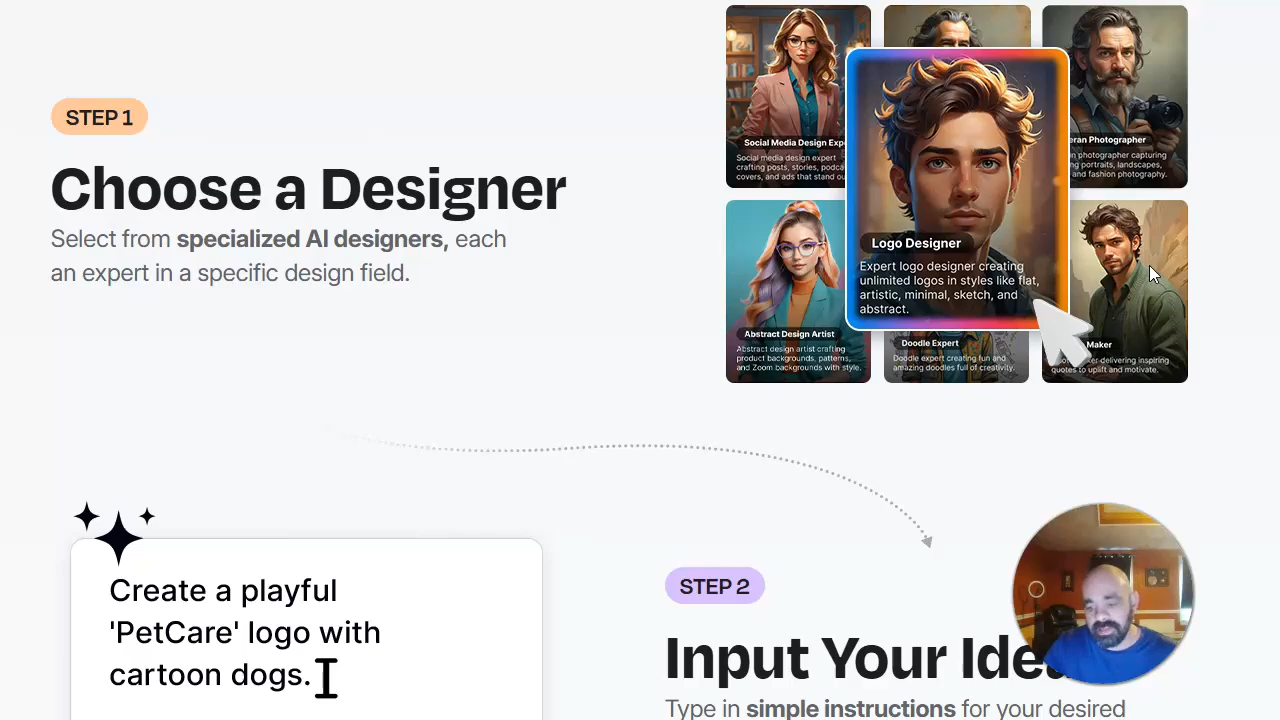 STEP 1
Choose a Designer
Select from specialized AI designers, each
an expert in a specific design field.
Social Media Design Exp
Social media design expert
crafting posts, stories, podca
covers, and ads that stand ou
eran Photographer
n photographer capturing
ng portraits, landscapes,
and fashion photography.
Logo Designer
Expert logo designer creating
unlimited logos in styles like flat,
artistic, minimal, sketch, and
abstract.
Abstract Design Artist
Abstract design artist crafting
product backgrounds, patterns,
and Zoom backgrounds with style.
Doodle Expert
Doodle expert creating fun and
amazing doodles full of creativity.
Maker
delivering inspiring
quotes to uplift and motivate.
Create a playful
'PetCare' logo with
cartoon dogs.
STEP 2
Input Your Idea
Type in simple instructions for your desired